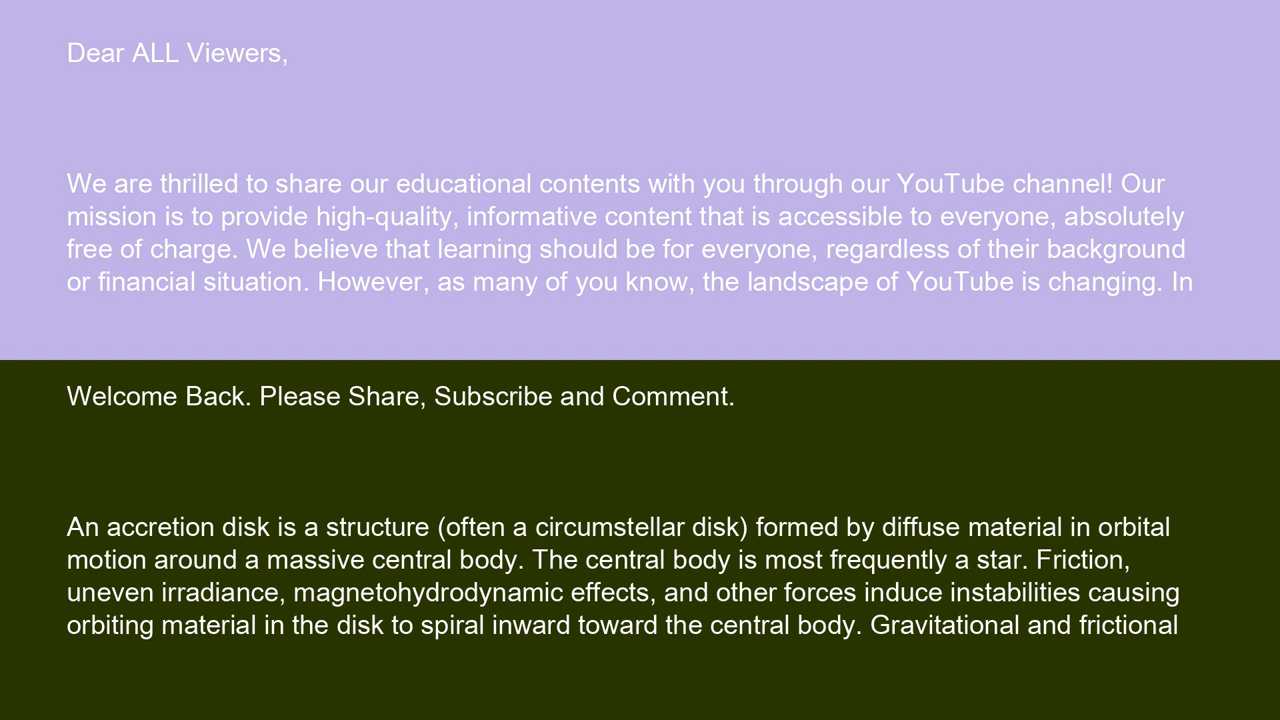 Dear ALL Viewers,
We are thrilled to share our educational contents with you through our YouTube channel! Our
mission is to provide high-quality, informative content that is accessible to everyone, absolutely
free of charge. We believe that learning should be for everyone, regardless of their background
or financial situation. However, as many of you know, the landscape of YouTube is changing. In
Welcome Back. Please Share, Subscribe and Comment.
An accretion disk is a structure (often a circumstellar disk) formed by diffuse material in orbital
motion around a massive central body. The central body is most frequently a star. Friction,
uneven irradiance, magnetohydrodynamic effects, and other forces induce instabilities causing
orbiting material in the disk to spiral inward toward the central body. Gravitational and frictional